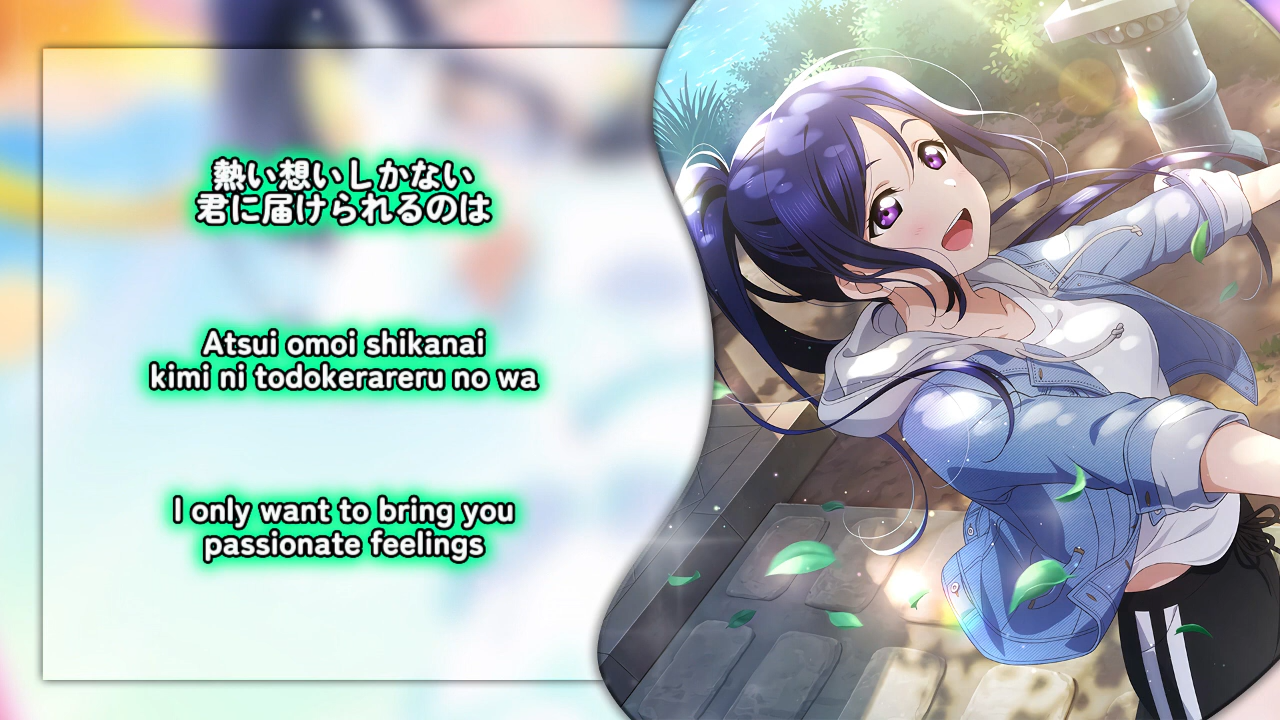 熱い想いしかない
君に届けられるのは
Atsui omoi shikanai
kimi ni todokerareru no wa
I only want to bring you
passionate feelings